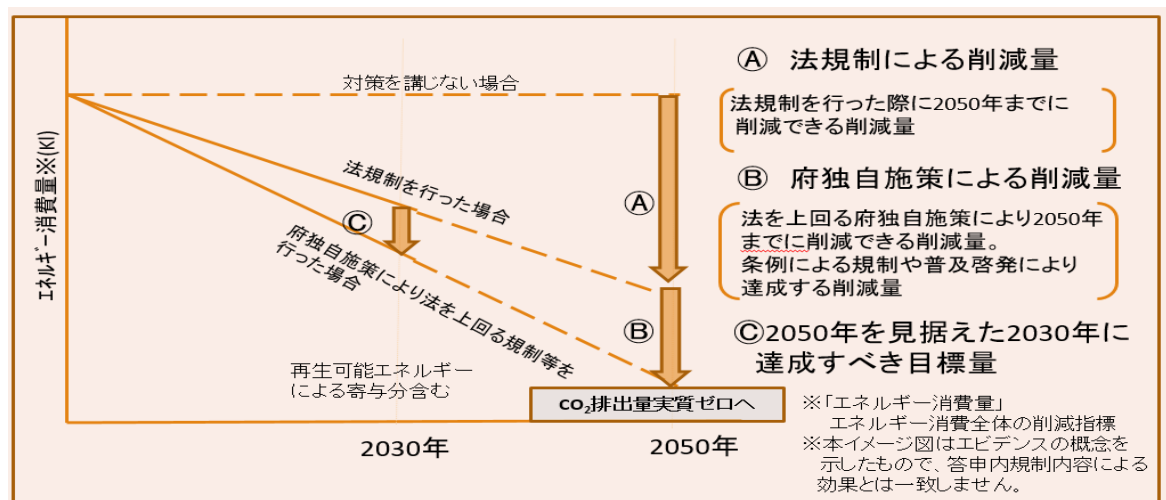 エネルギー消費量※(Kl)
対策を講じない場合
法規制を行った場合
府独自施策により法を上回る規制等を
行った場合
Ⓒ
Ⓐ
Ⓑ
再生可能エネルギー
による寄与分含む
CO₂排出量実質ゼロへ
2030年
2050年
Ⓐ 法規制による削減量
法規制を行った際に2050年までに
削減できる削減量
Ⓑ 府独自施策による削減量
法を上回る府独自施策により2050年
までに削減できる削減量。
条例による規制や普及啓発により
達成する削減量
Ⓒ2050年を見据えた2030年に
達成すべき目標量
※「エネルギー消費量」
エネルギー消費全体の削減指標
※本イメージ図はエビデンスの概念を
示したもので、答申内規制内容による
効果とは一致しません。